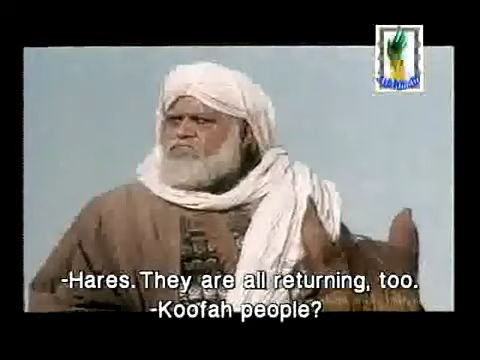 -Hares. They are all returning, too.
-Koofah people?